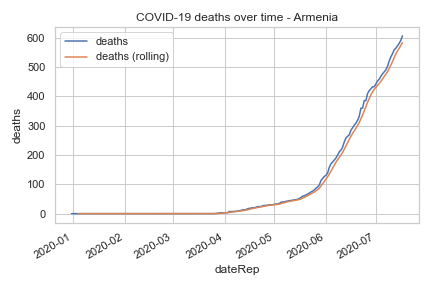 COVID-19 deaths over time - Armenia
deaths
deaths (rolling)
600
500
400
300
200
100
0
deaths
2020-01
2020-02
2020-03
2020-04
2020-05
2020-06
2020-07
dateRep